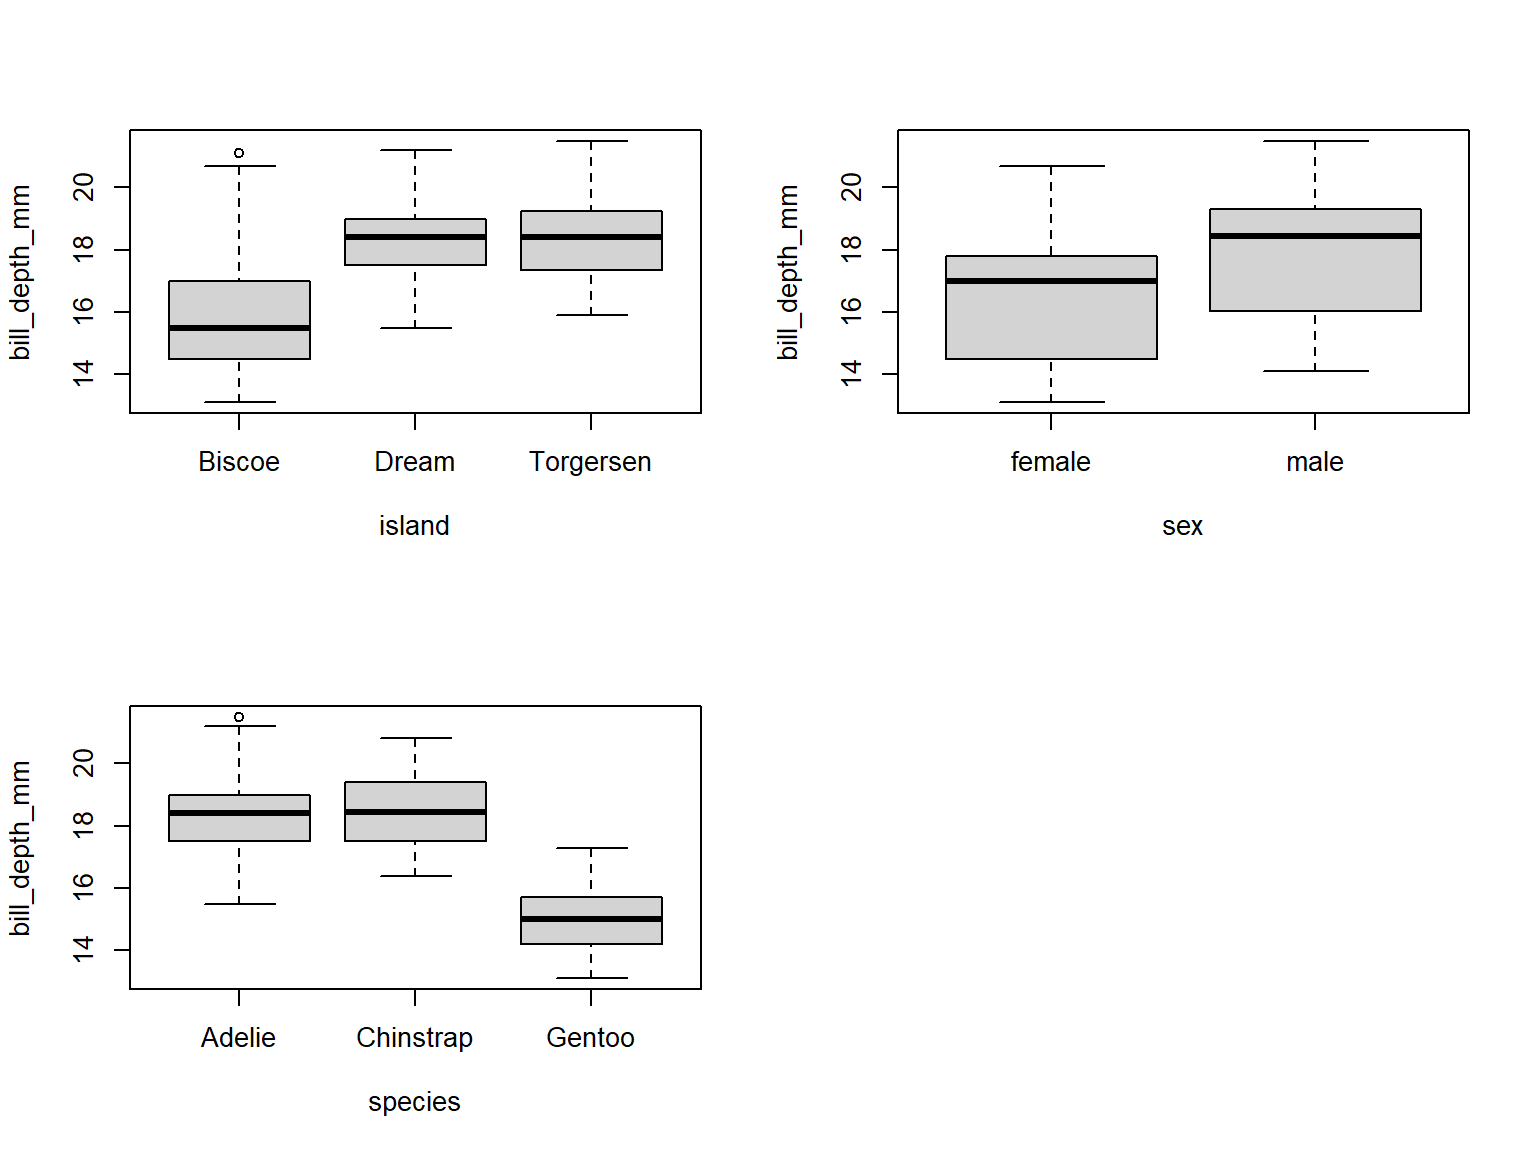 bill_depth_mm
20
18
16
14
Biscoe Dream Torgersen
island
bill_depth_mm
20
18
16
14
female male
sex
bill_depth_mm
20
18
16
14
Adelie Chinstrap Gentoo
species